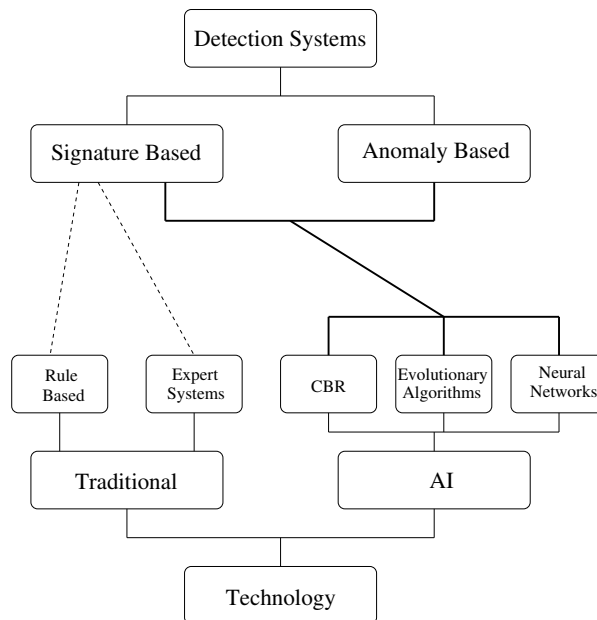 Detection Systems
Signature Based
Anomaly Based
Rule
Based
Expert
Systems
CBR
Evolutionary
Algorithms
Neural
Networks
Traditional
AI
Technology